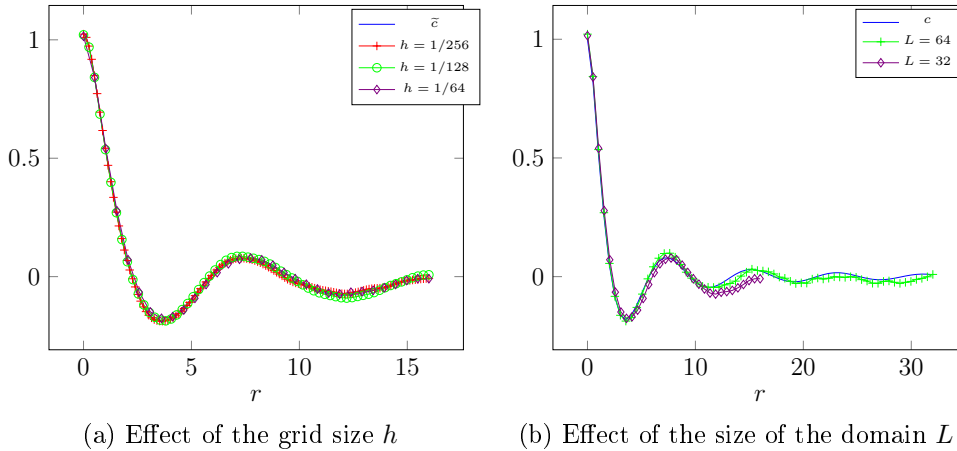 c̃
h = 1/256
h = 1/128
h = 1/64
1
0.5
0
0
5
10
15
r
(a) Effect of the grid size h
c
L = 64
L = 32
1
0.5
0
0
10
20
30
r
(b) Effect of the size of the domain L